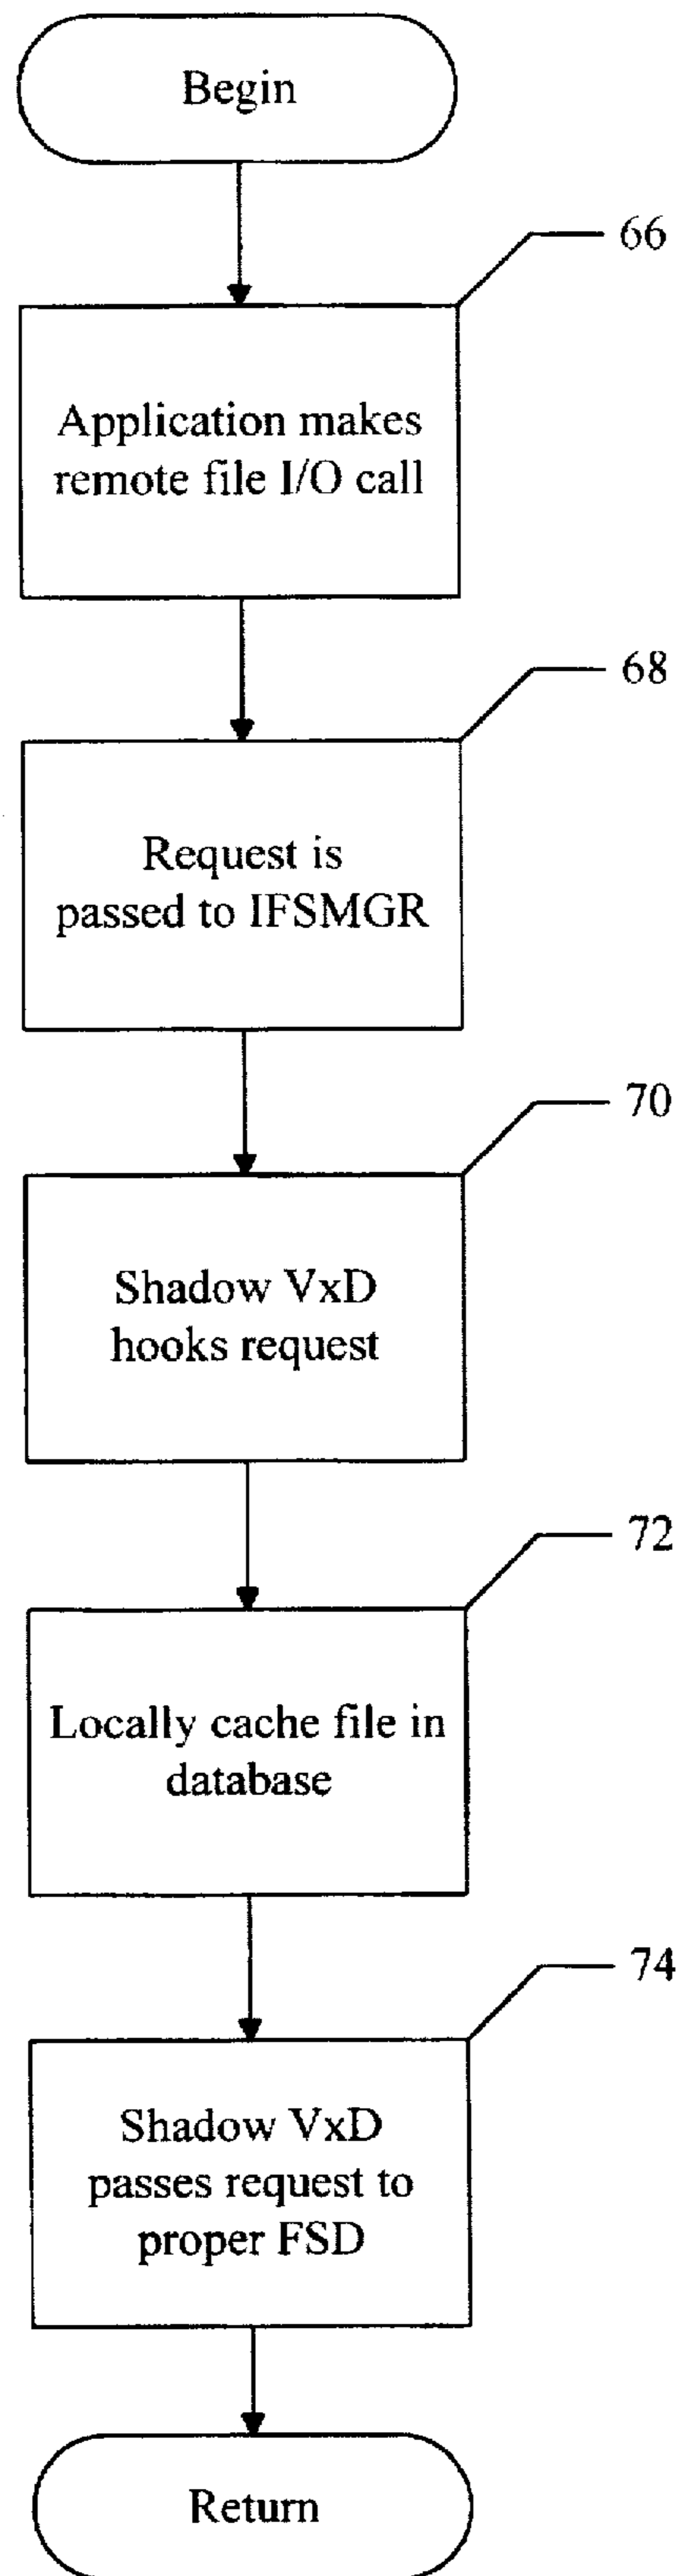 Begin
66
Application makes
remote file I/O call
68
Request is
passed to IFSMGR
70
Shadow VxD
hooks request
72
Locally cache file in
database
74
Shadow VxD
passes request to
proper FSD
Return